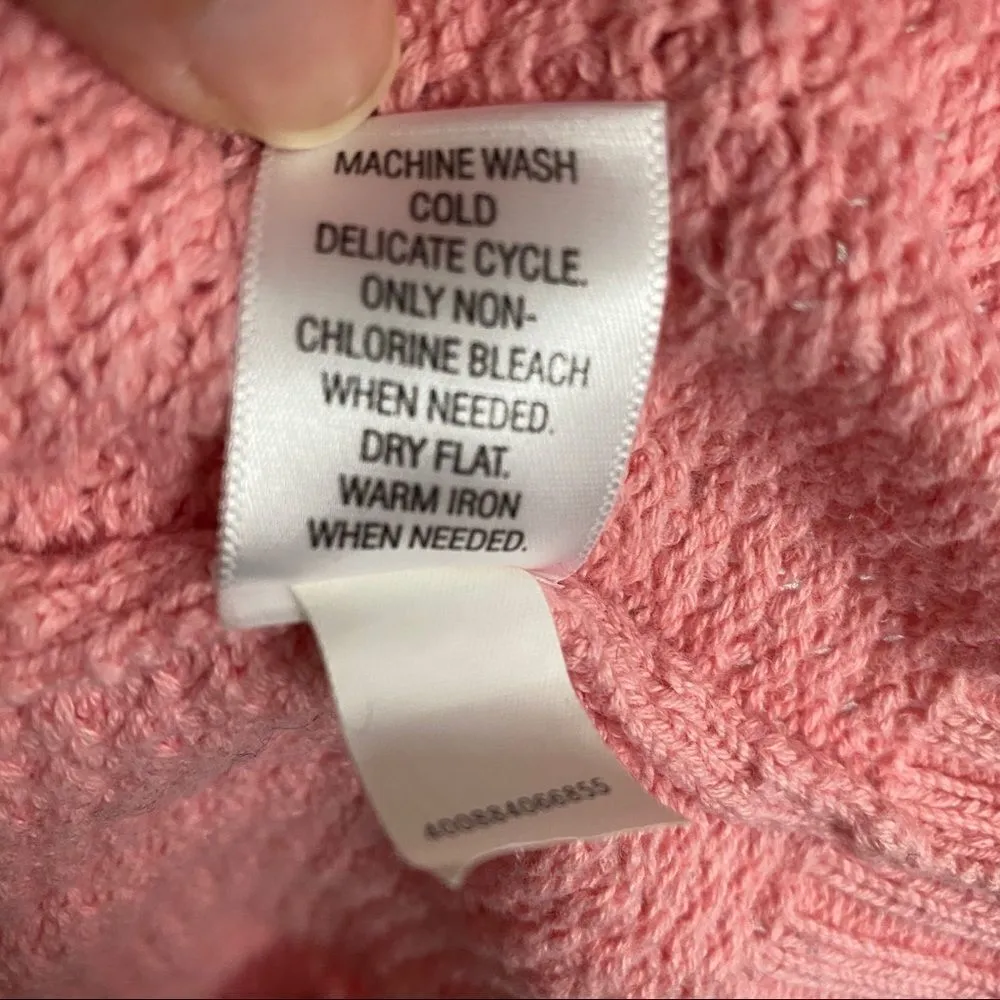 MACHINE WASH
COLD
DELICATE CYCLE.
ONLY NON-
CHLORINE BLEACH
WHEN NEEDED.
DRY FLAT.
WARM IRON
WHEN NEEDED.
400884066855